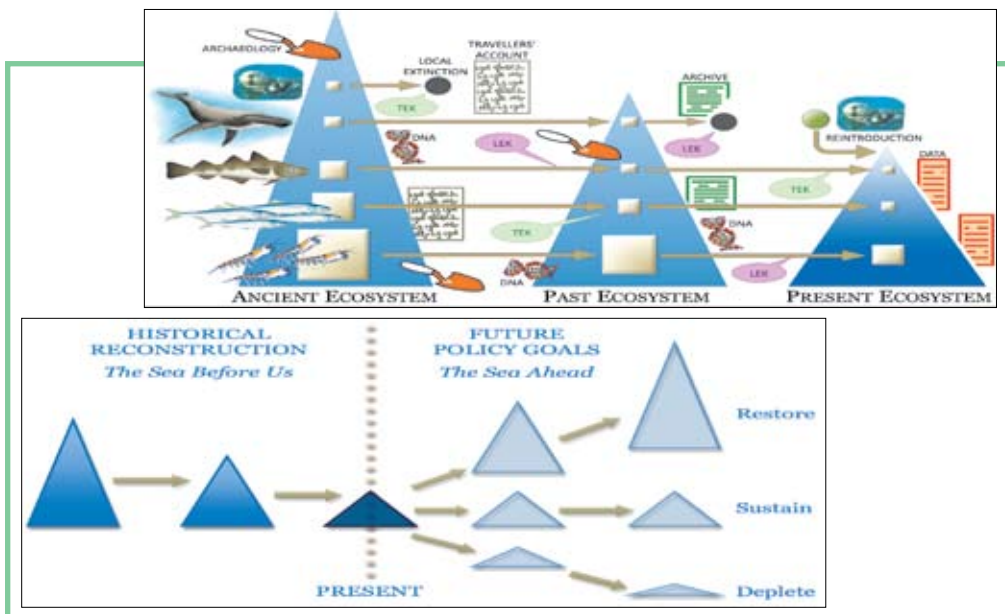 ARCHAEOLOGY
LOCAL
EXTINCTION
TRAVELLERS'
ACCOUNT
TEK
DNA
LEK
ARCHIVE
LEK
REINTRODUCTION
DATA
TEK
TEK
DNA
DNA
LEK
ANCIENT ECOSYSTEM
PAST ECOSYSTEM
PRESENT ECOSYSTEM
HISTORICAL
RECONSTRUCTION
The Sea Before Us
FUTURE
POLICY GOALS
The Sea Ahead
Restore
Sustain
Deplete
PRESENT